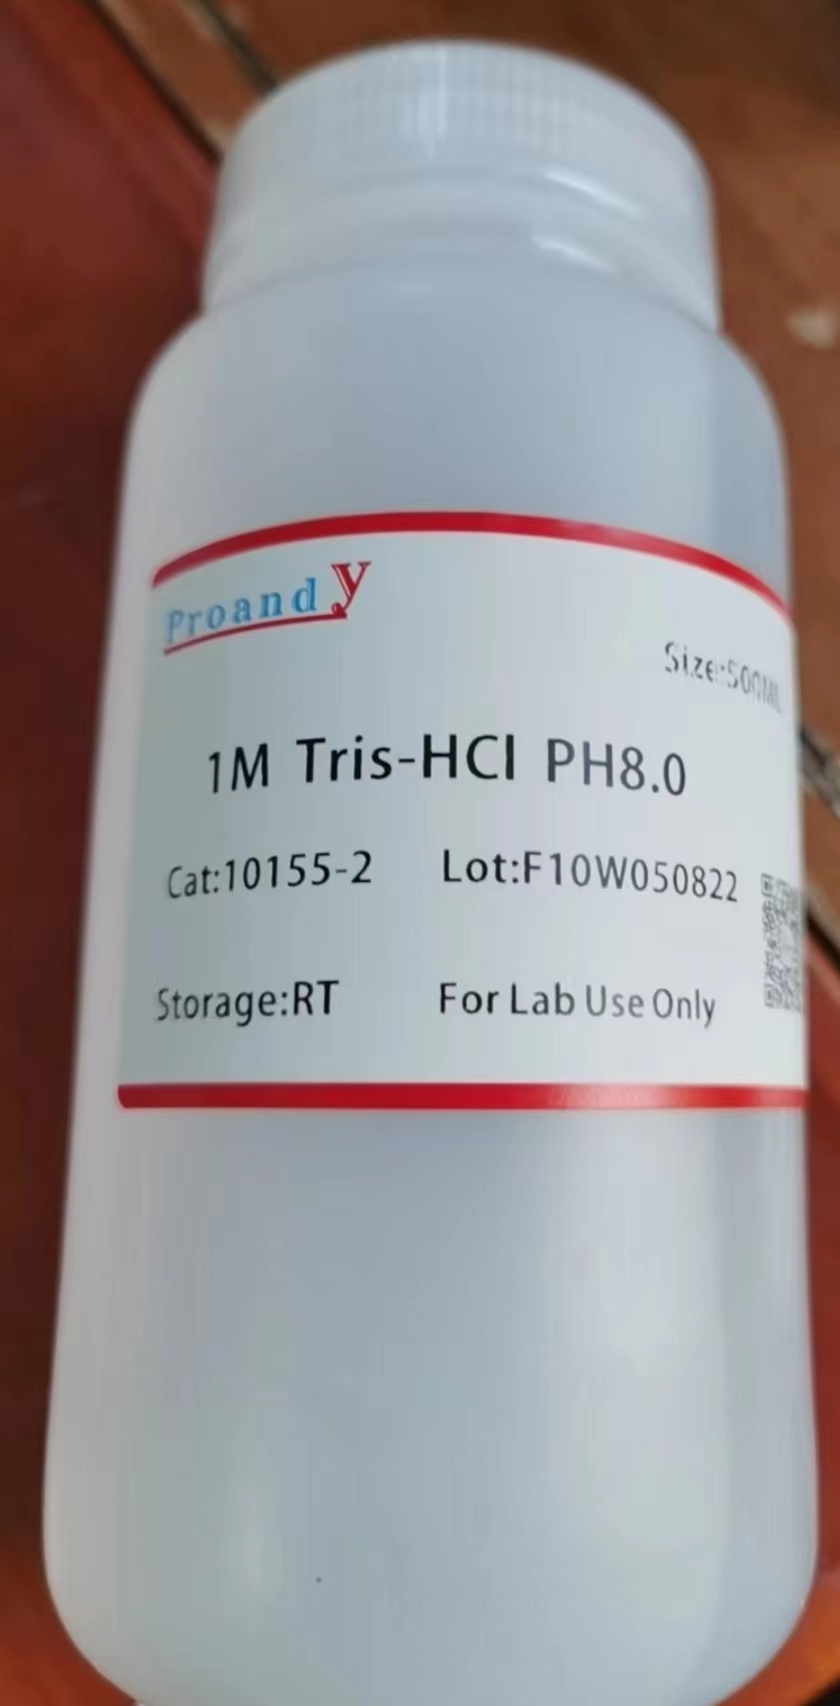 Proandy
Size:500ML
1M Tris-HCl PH8.0
Cat:10155-2 Lot:F10W050822
Storage:RT For Lab Use Only